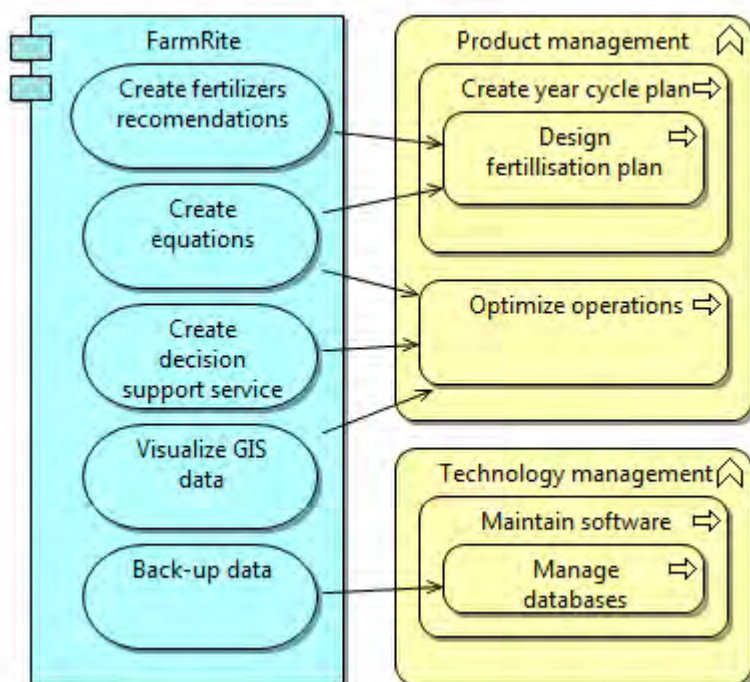 FarmRite
Create fertilizers
recomendations
Create
equations
Create
decision
support service
Visualize GIS
data
Back-up data
Product management
Create year cycle plan
Design
fertillisation plan
Optimize operations
Technology management
Maintain software
Manage
databases